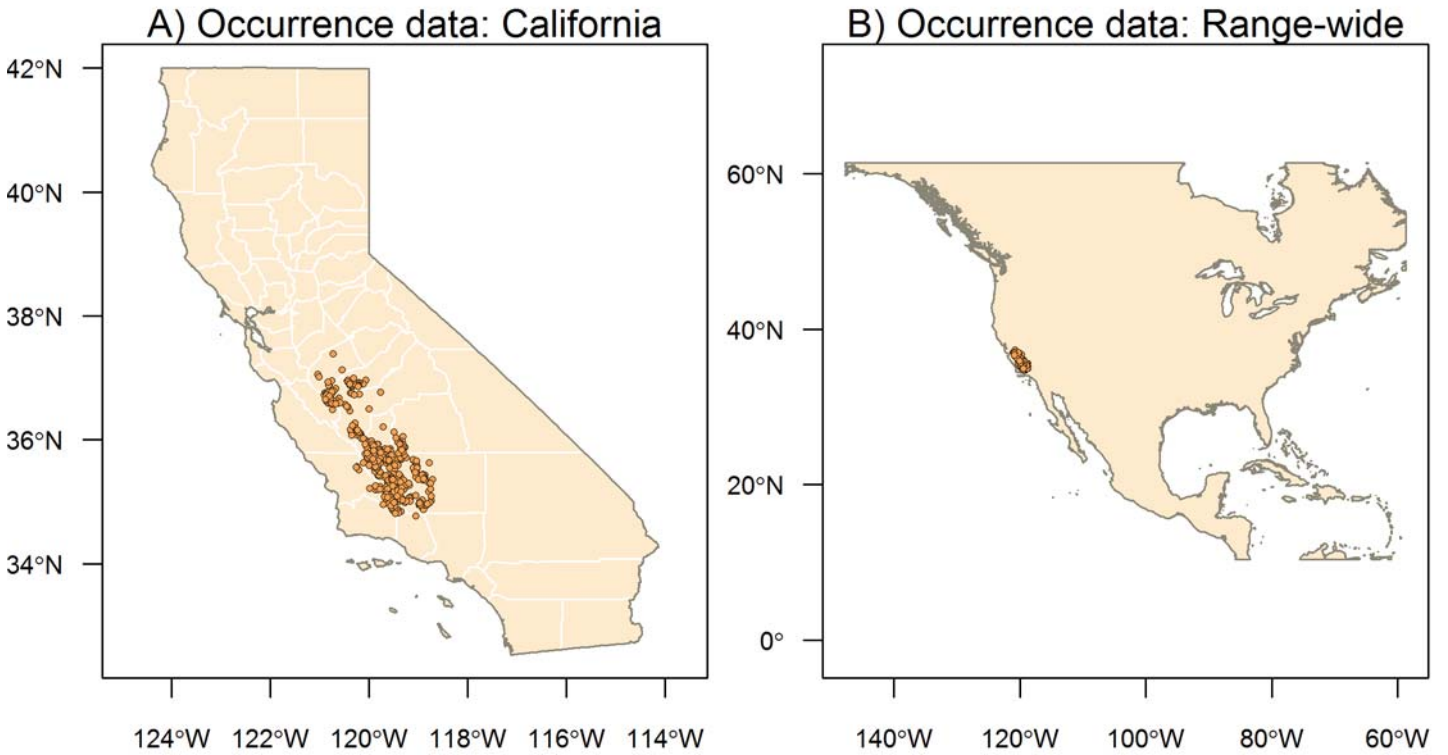 A) Occurrence data: California
42°N
40°N
38°N
36°N
34°N
124°W 122°W 120°W 118°W 116°W 114°W
B) Occurrence data: Range-wide
60°N
40°N
20°N
0°
140°W 120°W 100°W 80°W 60°W